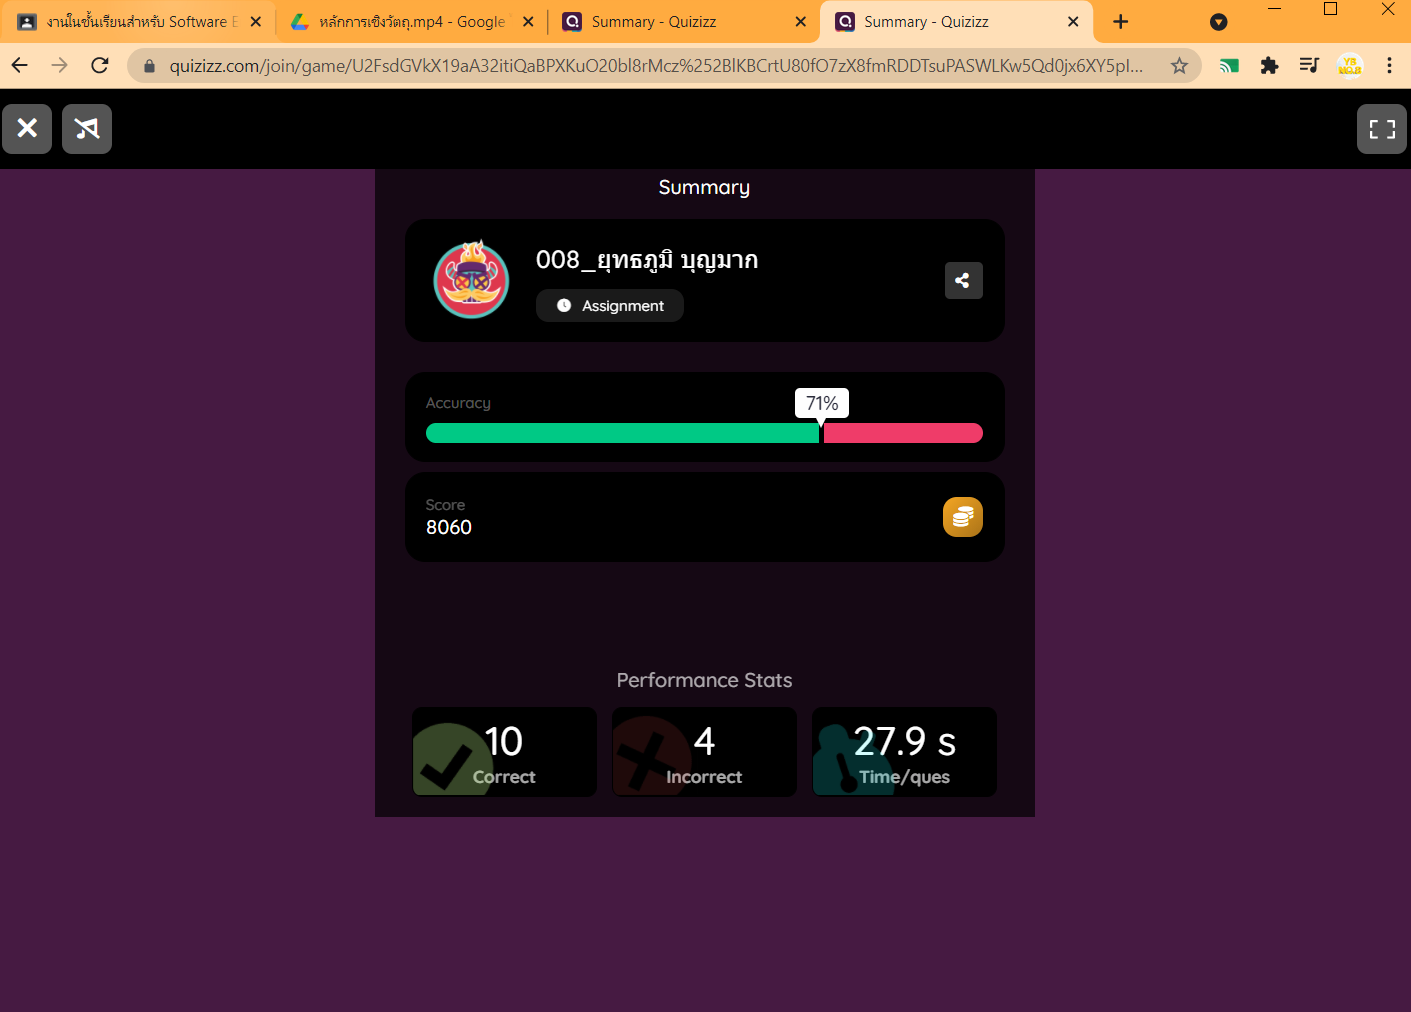 งานในชั้นเรียนสำหรับ Software E
หลักการเชิงวัตถุ.mp4 - Google
Summary - Quizizz
Summary - Quizizz
quizizz.com/join/game/U2FsdGVkX19aA32itiQaBPXKuO20bl8rMcz%252BlKBCrtU80fO7zX8fmRDDTsuPASWLKw5Qd0jx6XY5pI...
Summary
008_ยุทธภูมิ บุญมาก
Assignment
Accuracy
71%
Score
8060
Performance Stats
10
Correct
4
Incorrect
27.9 s
Time/ques